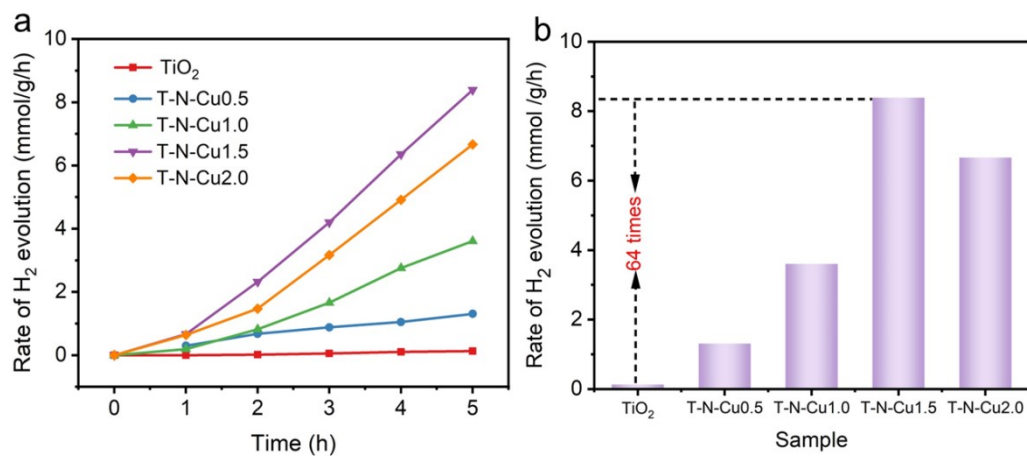 a
Rate of H₂ evolution (mmol/g/h)
10
8
6
4
2
0
TiO₂
T-N-Cu0.5
T-N-Cu1.0
T-N-Cu1.5
T-N-Cu2.0
0 1 2 3 4 5
Time (h)
b
Rate of H₂ evolution (mmol /g/h)
10
8
6
4
2
0
64 times
TiO₂ T-N-Cu0.5 T-N-Cu1.0 T-N-Cu1.5 T-N-Cu2.0
Sample